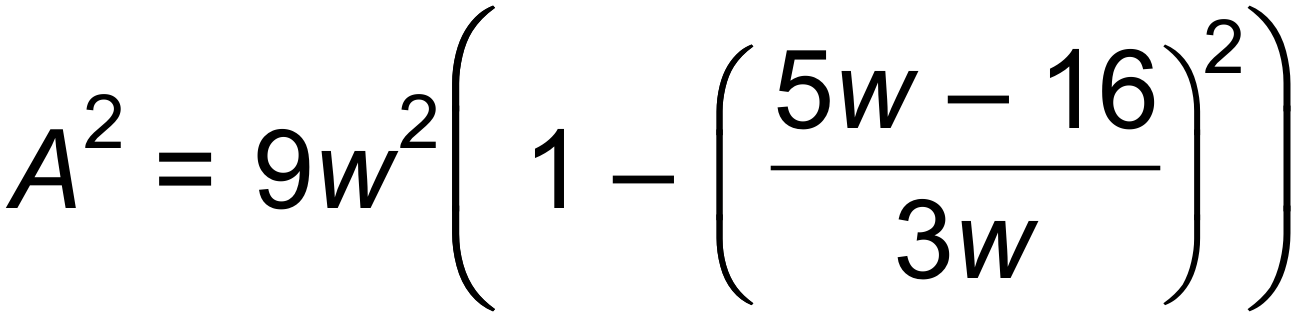 A² = 9w²(1 – ((5w – 16)/(3w))²)